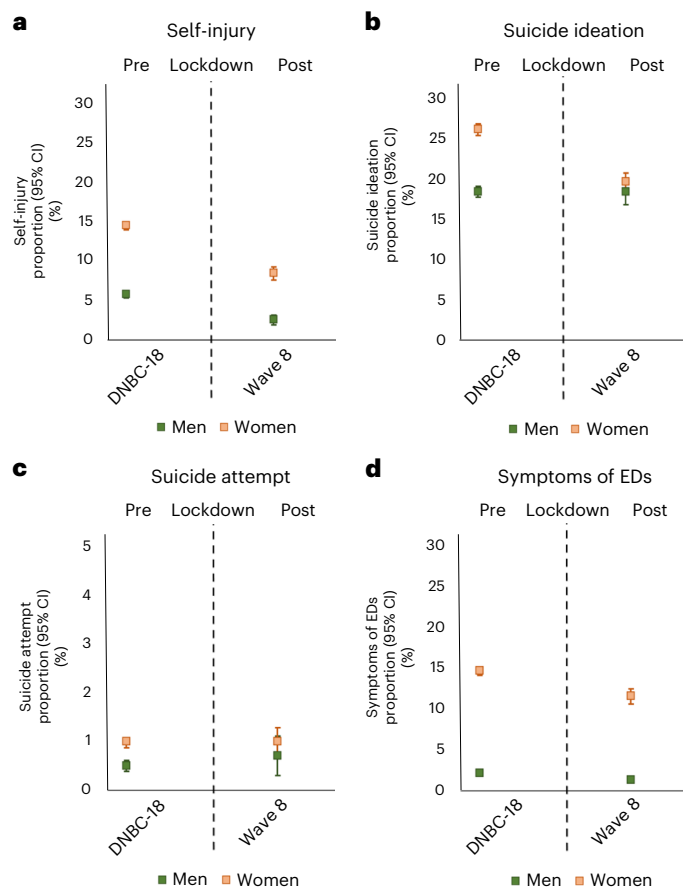 a
Self-injury
Pre Lockdown Post
Self-injury
proportion (95% CI)
(%)
30
25
20
15
10
5
0
DNBC-18
Wave 8
Men Women
b
Suicide ideation
Pre Lockdown Post
Suicide ideation
proportion (95% CI)
(%)
30
25
20
15
10
5
0
DNBC-18
Wave 8
Men Women
c
Suicide attempt
Pre Lockdown Post
Suicide attempt
proportion (95% CI)
(%)
5
4
3
2
1
0
DNBC-18
Wave 8
Men Women
d
Symptoms of EDs
Pre Lockdown Post
Symptoms of EDs
proportion (95% CI)
(%)
30
25
20
15
10
5
0
DNBC-18
Wave 8
Men Women